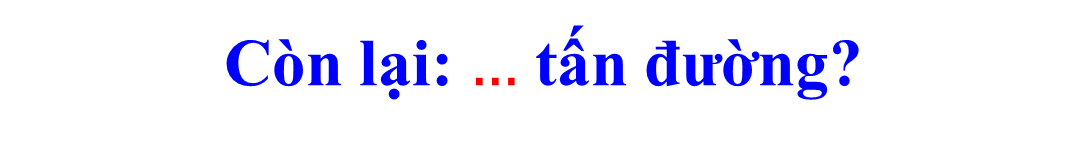 Còn lại: ... tấn đường?